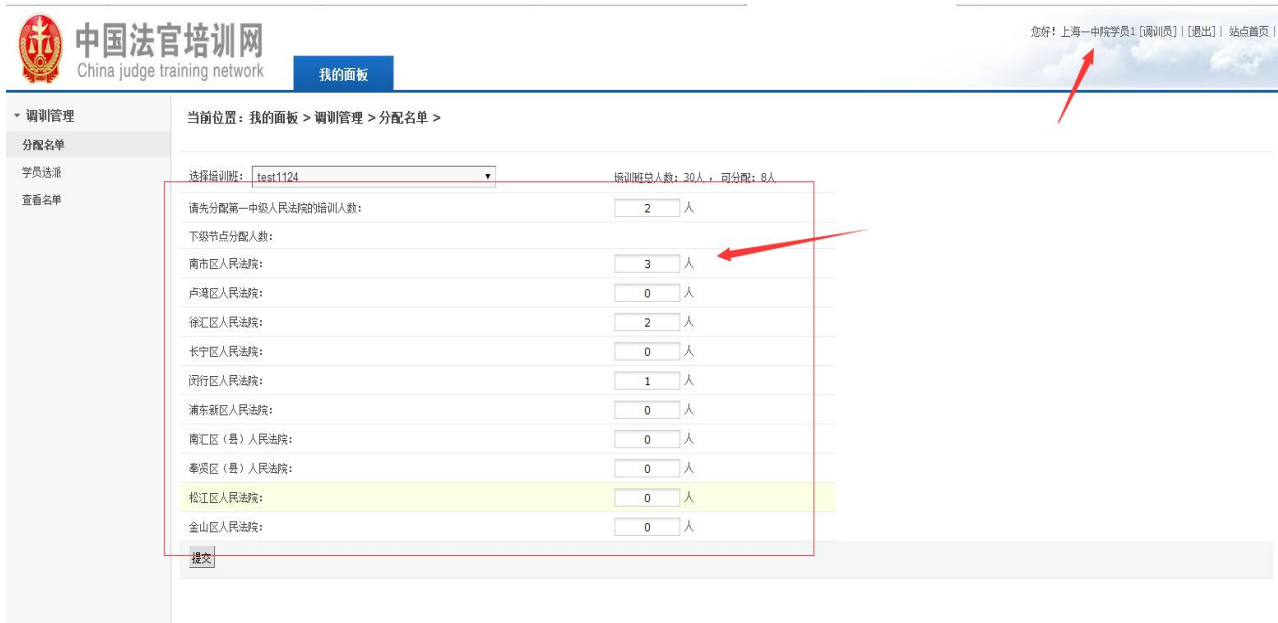 中国法官培训网
China judge training network
我的面板
您好！上海一中院学员1 [调训员] | [退出] | 站点首页 |
调训管理
分配名单
学员选派
查看名单
当前位置：我的面板 > 调训管理 > 分配名单 >
选择培训班： test1124 培训班总人数：30人 ， 可分配：8人
请先分配第一中级人民法院的培训人数： 2 人
下级节点分配人数：
南市区人民法院： 3 人
卢湾区人民法院： 0 人
徐汇区人民法院： 2 人
长宁区人民法院： 0 人
闵行区人民法院： 1 人
浦东新区人民法院： 0 人
南汇区（县）人民法院： 0 人
奉贤区（县）人民法院： 0 人
松江区人民法院： 0 人
金山区人民法院： 0 人
提交